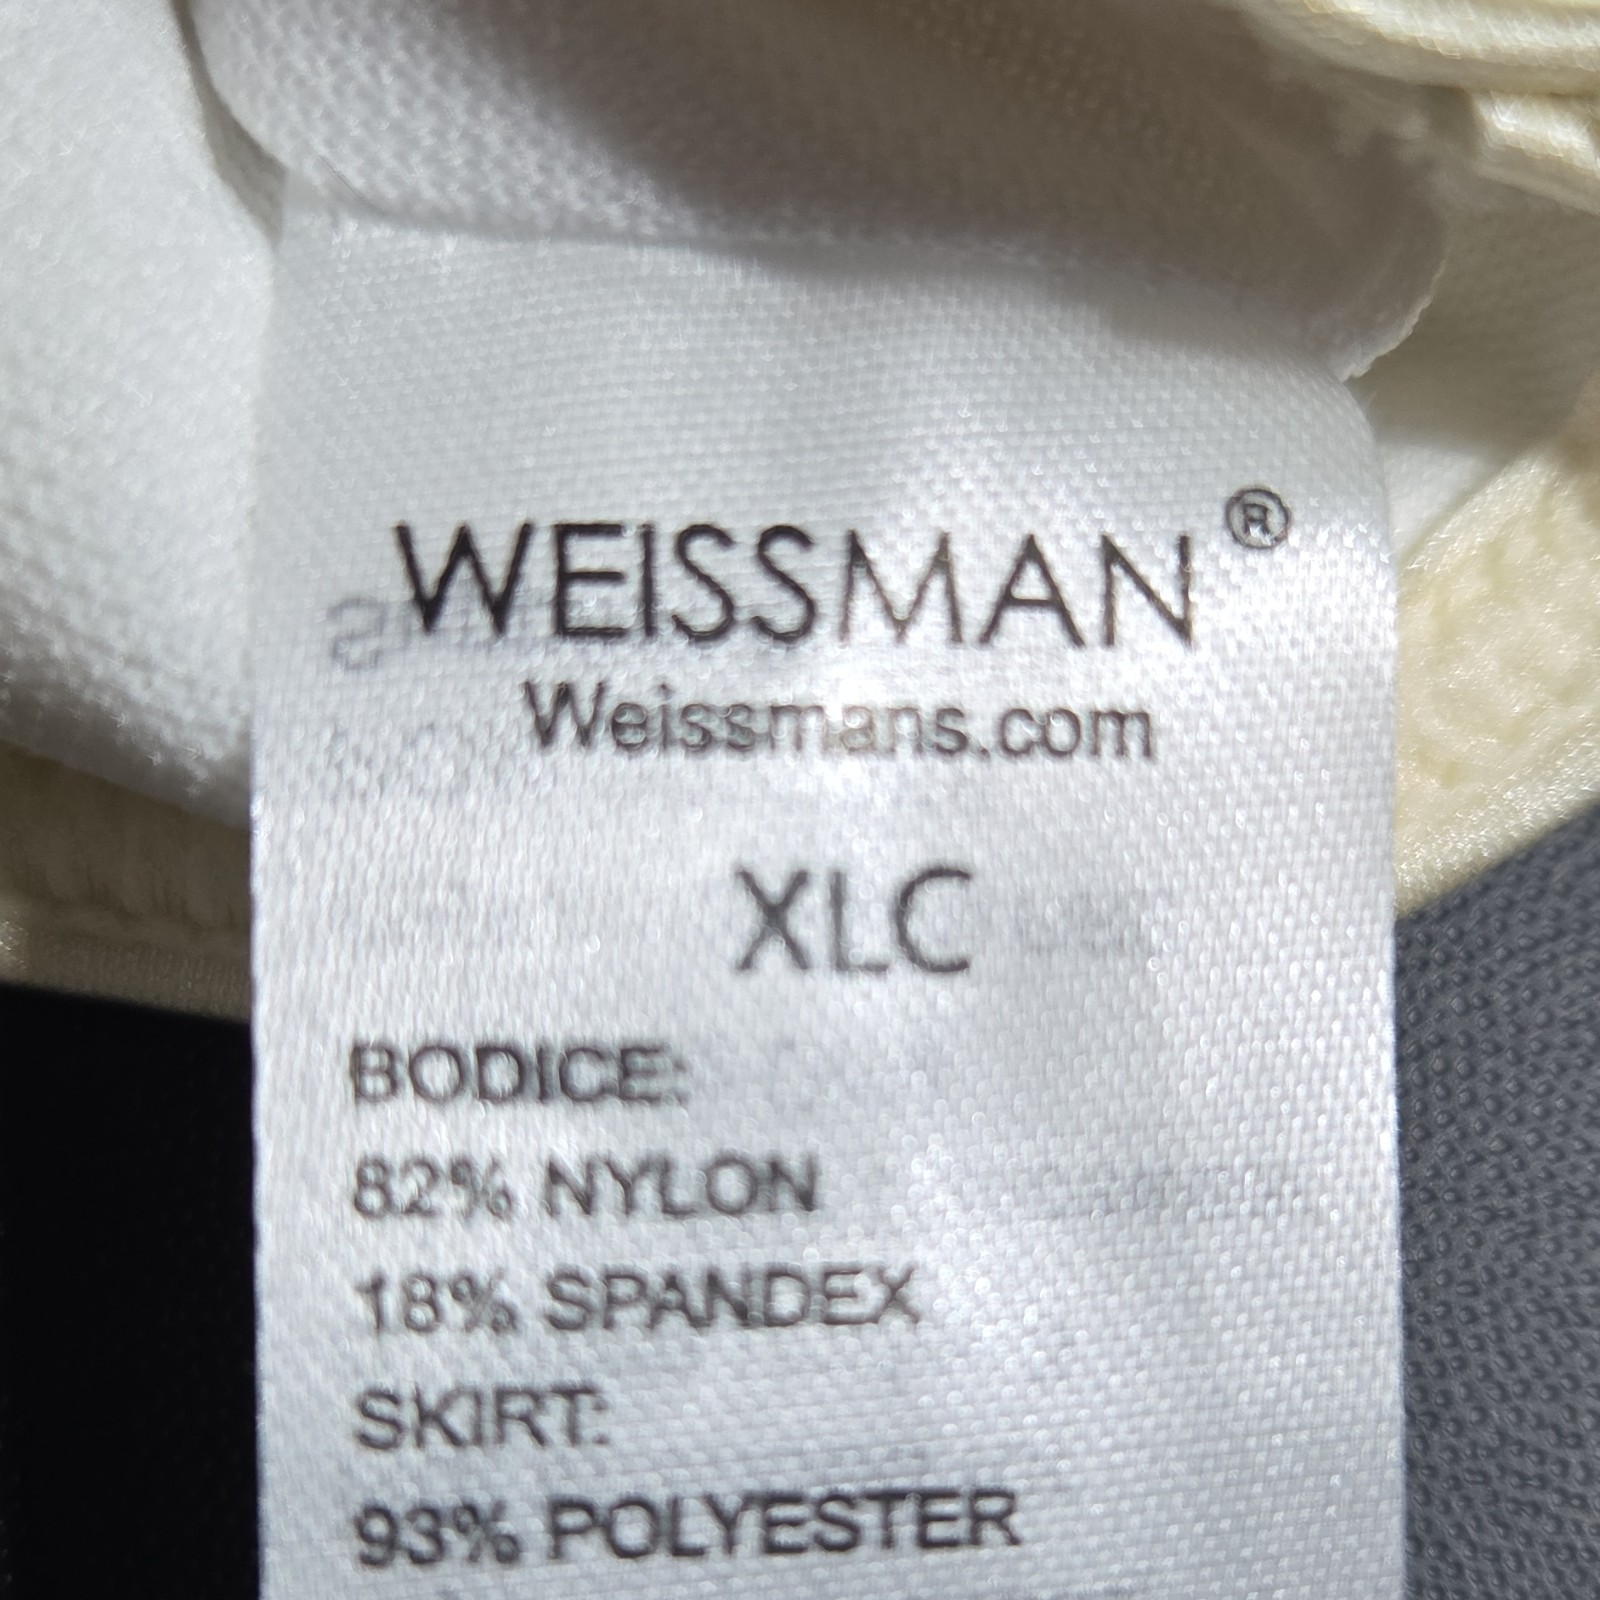 WEISSMAN®
Weissmans.com
XLC
BODICE:
82% NYLON
18% SPANDEX
SKIRT:
93% POLYESTER